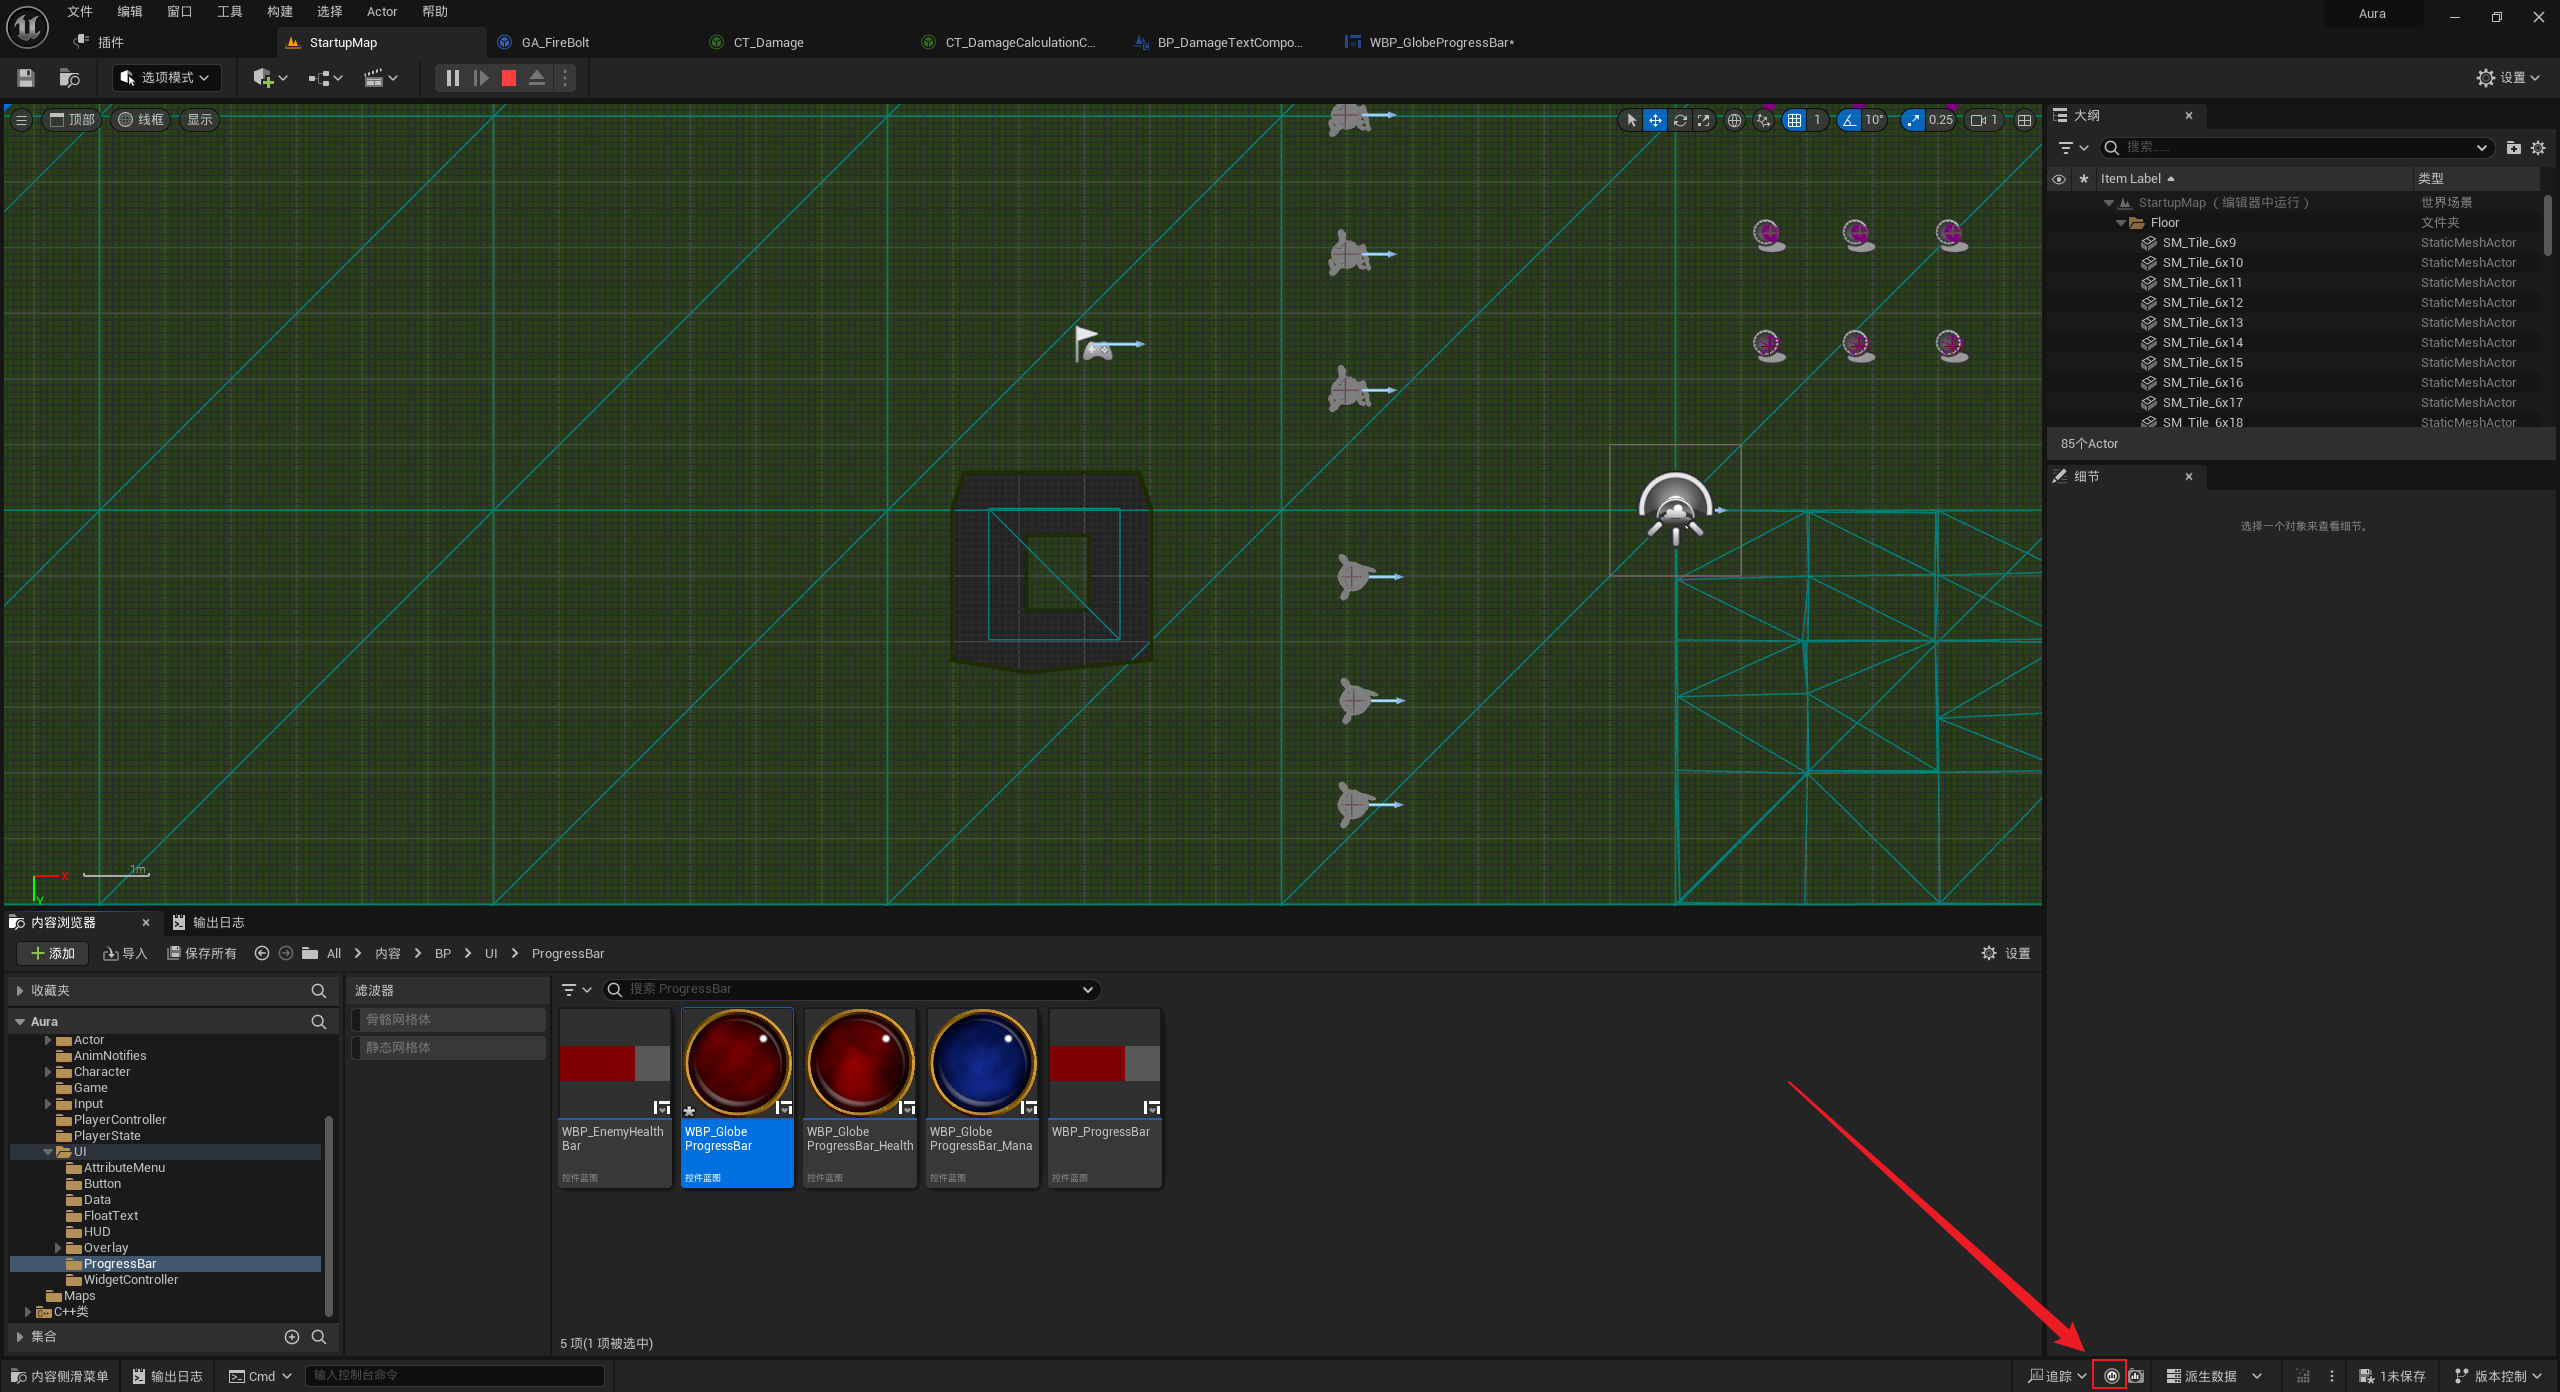 文件 编辑 窗口 工具 构建 选择 Actor 帮助
Aura
插件
StartupMap
GA_FireBolt
CT_Damage
CT_DamageCalculationC...
BP_DamageTextCompo...
WBP_GlobeProgressBar*
选项模式
设置
顶部
线框
显示
1
10°
0.25
1
大纲
搜索......
Item Label
类型
StartupMap（编辑器中运行）
世界场景
Floor
文件夹
SM_Tile_6x9
StaticMeshActor
SM_Tile_6x10
StaticMeshActor
SM_Tile_6x11
StaticMeshActor
SM_Tile_6x12
StaticMeshActor
SM_Tile_6x13
StaticMeshActor
SM_Tile_6x14
StaticMeshActor
SM_Tile_6x15
StaticMeshActor
SM_Tile_6x16
StaticMeshActor
SM_Tile_6x17
StaticMeshActor
SM_Tile_6x18
StaticMeshActor
85个Actor
细节
选择一个对象来查看细节。
1m
X
Y
内容浏览器
输出日志
添加
导入
保存所有
All
内容
BP
UI
ProgressBar
设置
收藏夹
Aura
Actor
AnimNotifies
Character
Game
Input
PlayerController
PlayerState
UI
AttributeMenu
Button
Data
FloatText
HUD
Overlay
ProgressBar
WidgetController
Maps
C++类
集合
滤波器
骨骼网格体
静态网格体
搜索 ProgressBar
WBP_EnemyHealth
Bar
控件蓝图
WBP_Globe
ProgressBar
控件蓝图
WBP_Globe
ProgressBar_Health
控件蓝图
WBP_Globe
ProgressBar_Mana
控件蓝图
WBP_ProgressBar
控件蓝图
5 项(1 项被选中)
内容侧滑菜单
输出日志
Cmd
输入控制台命令
追踪
派生数据
1未保存
版本控制